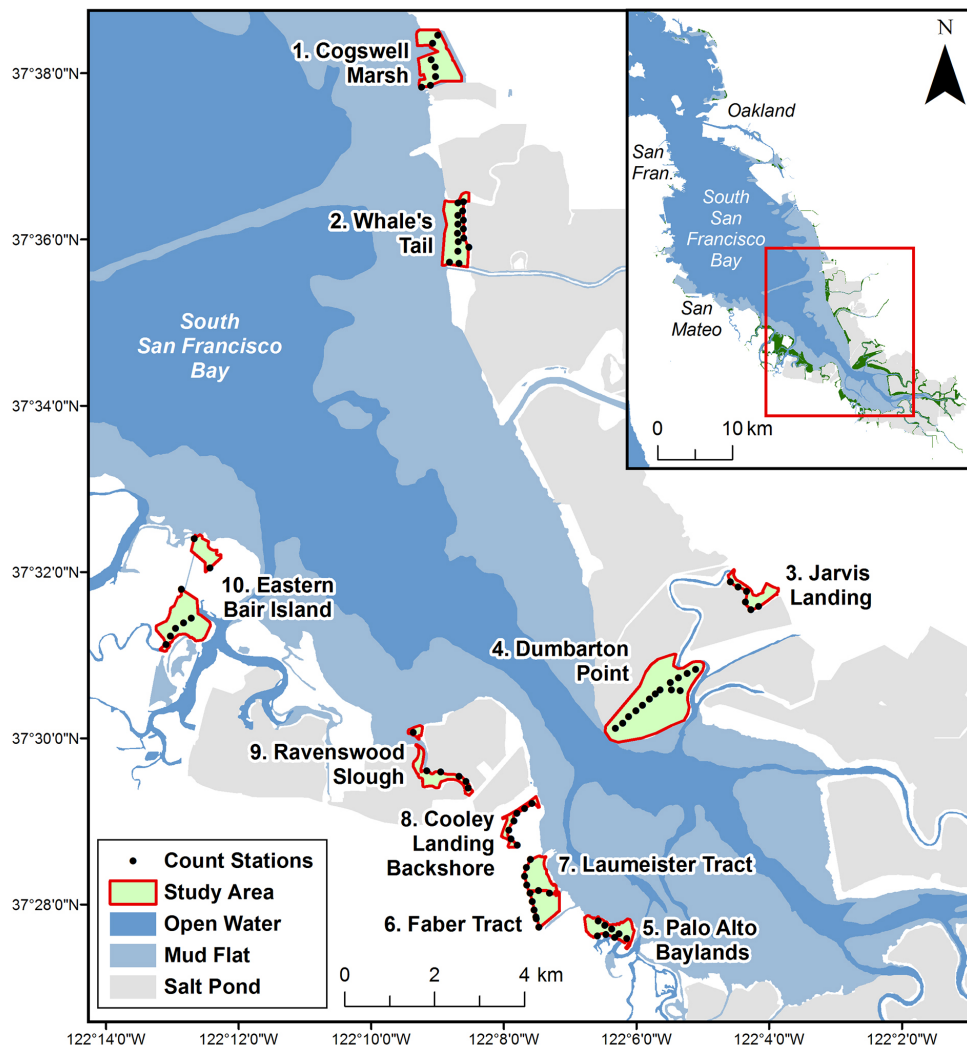 1. Cogswell
Marsh
2. Whale's
Tail
South
San Francisco
Bay
N
Oakland
San
Fran.
South
San
Francisco
Bay
San
Mateo
0 10 km
3. Jarvis
Landing
4. Dumbarton
Point
10. Eastern
Bair Island
9. Ravenswood
Slough
8. Cooley
Landing
Backshore
7. Laumeister Tract
6. Faber Tract
5. Palo Alto
Baylands
Count Stations
Study Area
Open Water
Mud Flat
Salt Pond
0 2 4 km
37°38'0"N
37°36'0"N
37°34'0"N
37°32'0"N
37°30'0"N
37°28'0"N
122°14'0"W 122°12'0"W 122°10'0"W 122°8'0"W 122°6'0"W 122°4'0"W 122°2'0"W